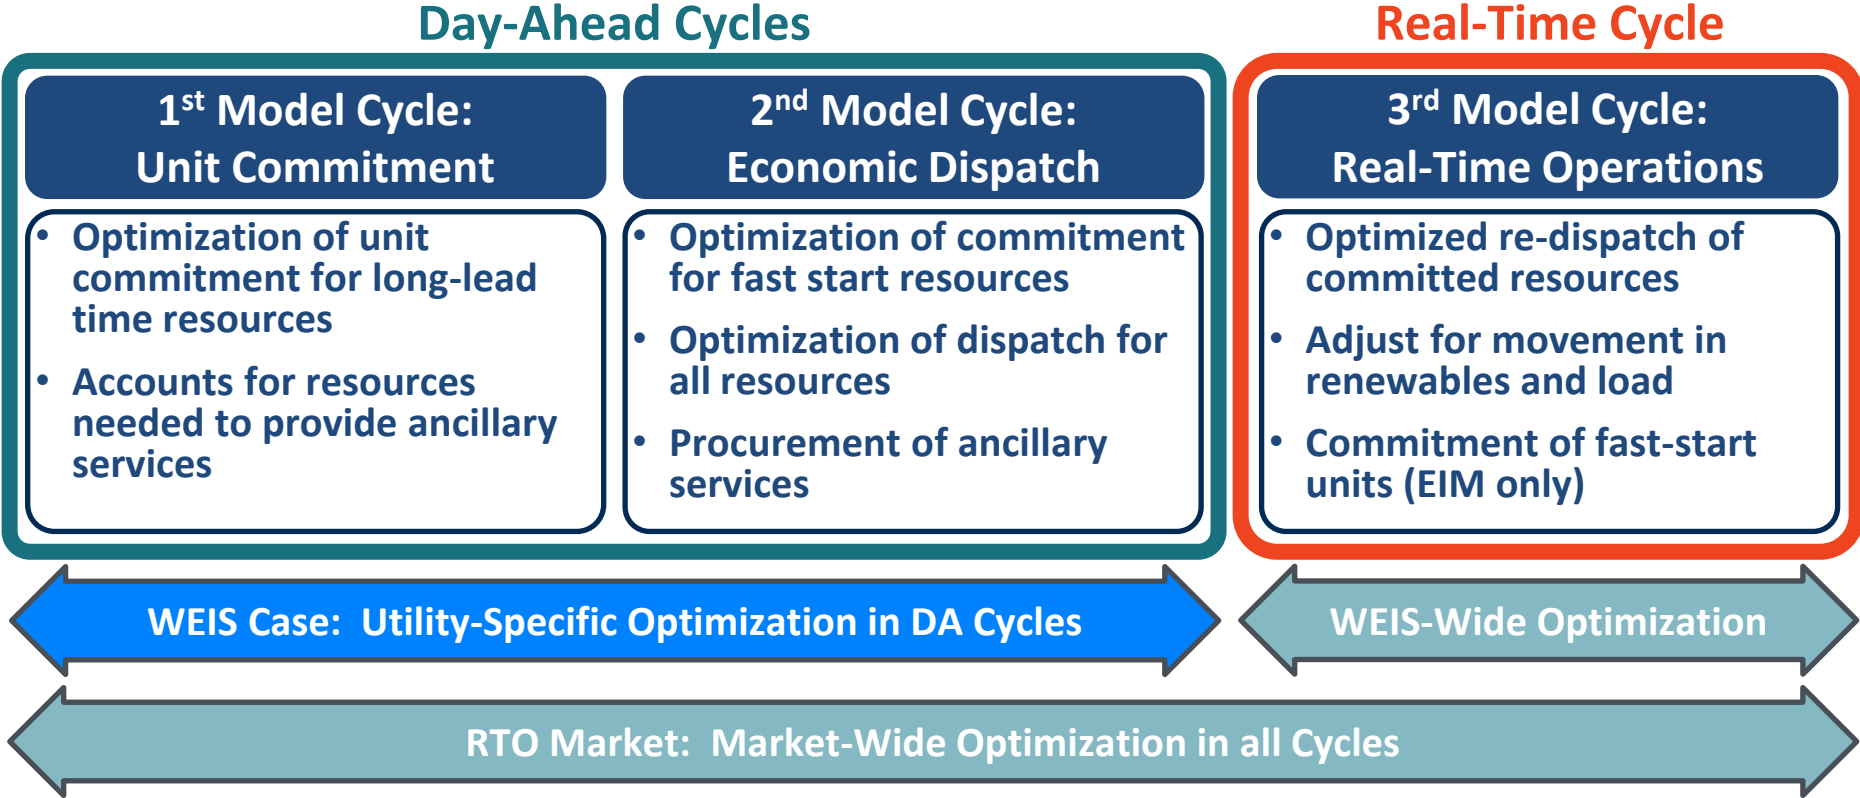 Day-Ahead Cycles
Real-Time Cycle
1st Model Cycle:
Unit Commitment
• Optimization of unit
commitment for long-lead
time resources
• Accounts for resources
needed to provide ancillary
services
2nd Model Cycle:
Economic Dispatch
• Optimization of commitment
for fast start resources
• Optimization of dispatch for
all resources
• Procurement of ancillary
services
3rd Model Cycle:
Real-Time Operations
• Optimized re-dispatch of
committed resources
• Adjust for movement in
renewables and load
• Commitment of fast-start
units (EIM only)
WEIS Case:  Utility-Specific Optimization in DA Cycles
WEIS-Wide Optimization
RTO Market:  Market-Wide Optimization in all Cycles